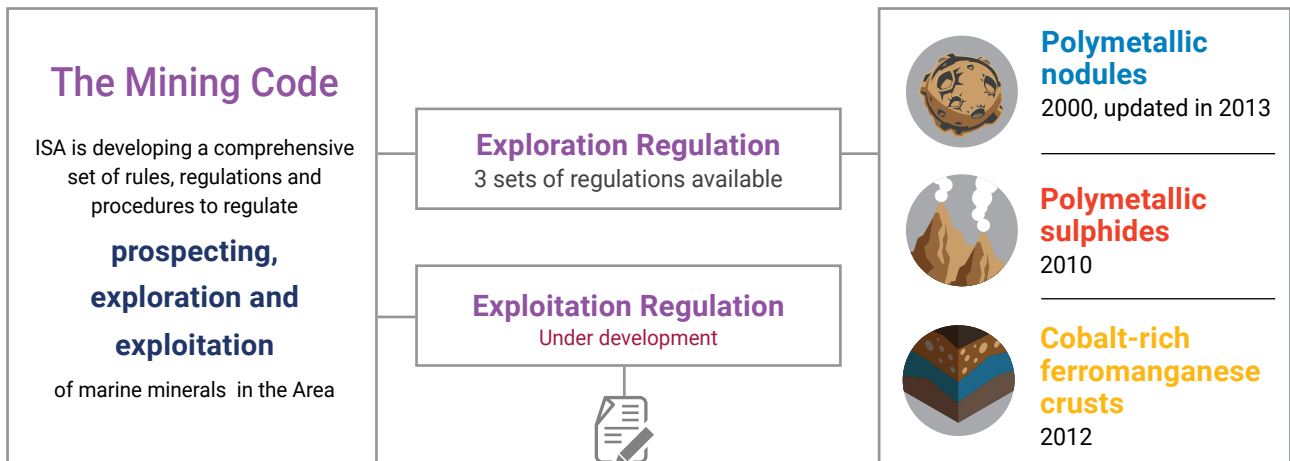 The Mining Code
ISA is developing a comprehensive
set of rules, regulations and
procedures to regulate
prospecting,
exploration and
exploitation
of marine minerals in the Area
Exploration Regulation
3 sets of regulations available
Exploitation Regulation
Under development
Polymetallic
nodules
2000, updated in 2013
Polymetallic
sulphides
2010
Cobalt-rich
ferromanganese
crusts
2012